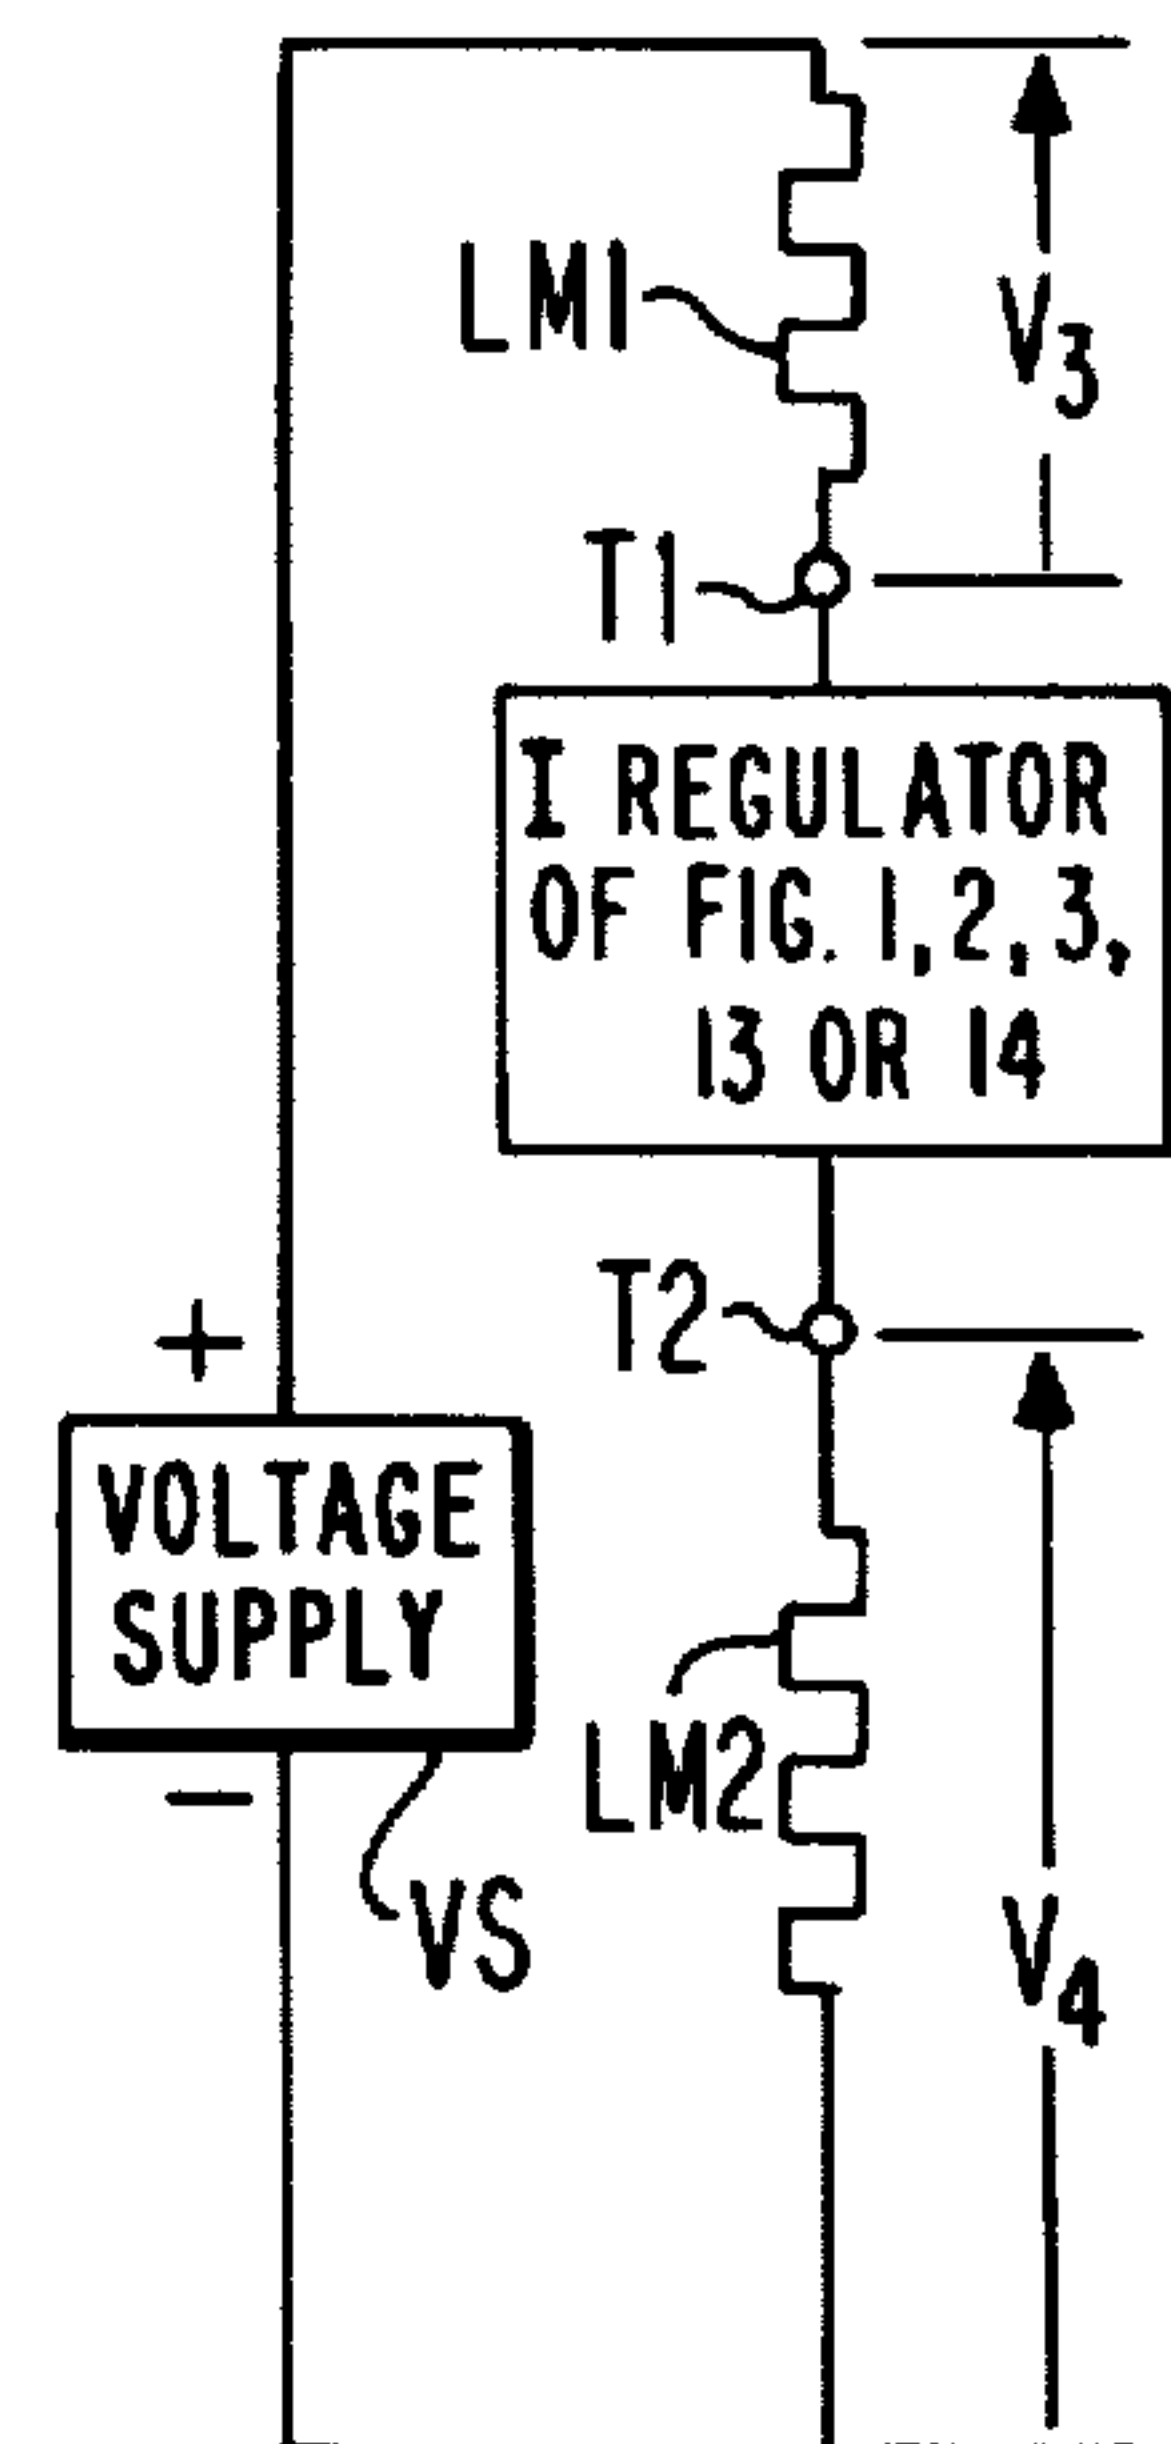 LM1
V3
T1
I REGULATOR
OF FIG. 1,2,3,
13 OR 14
T2
+
VOLTAGE
SUPPLY
LM2
−
VS
V4